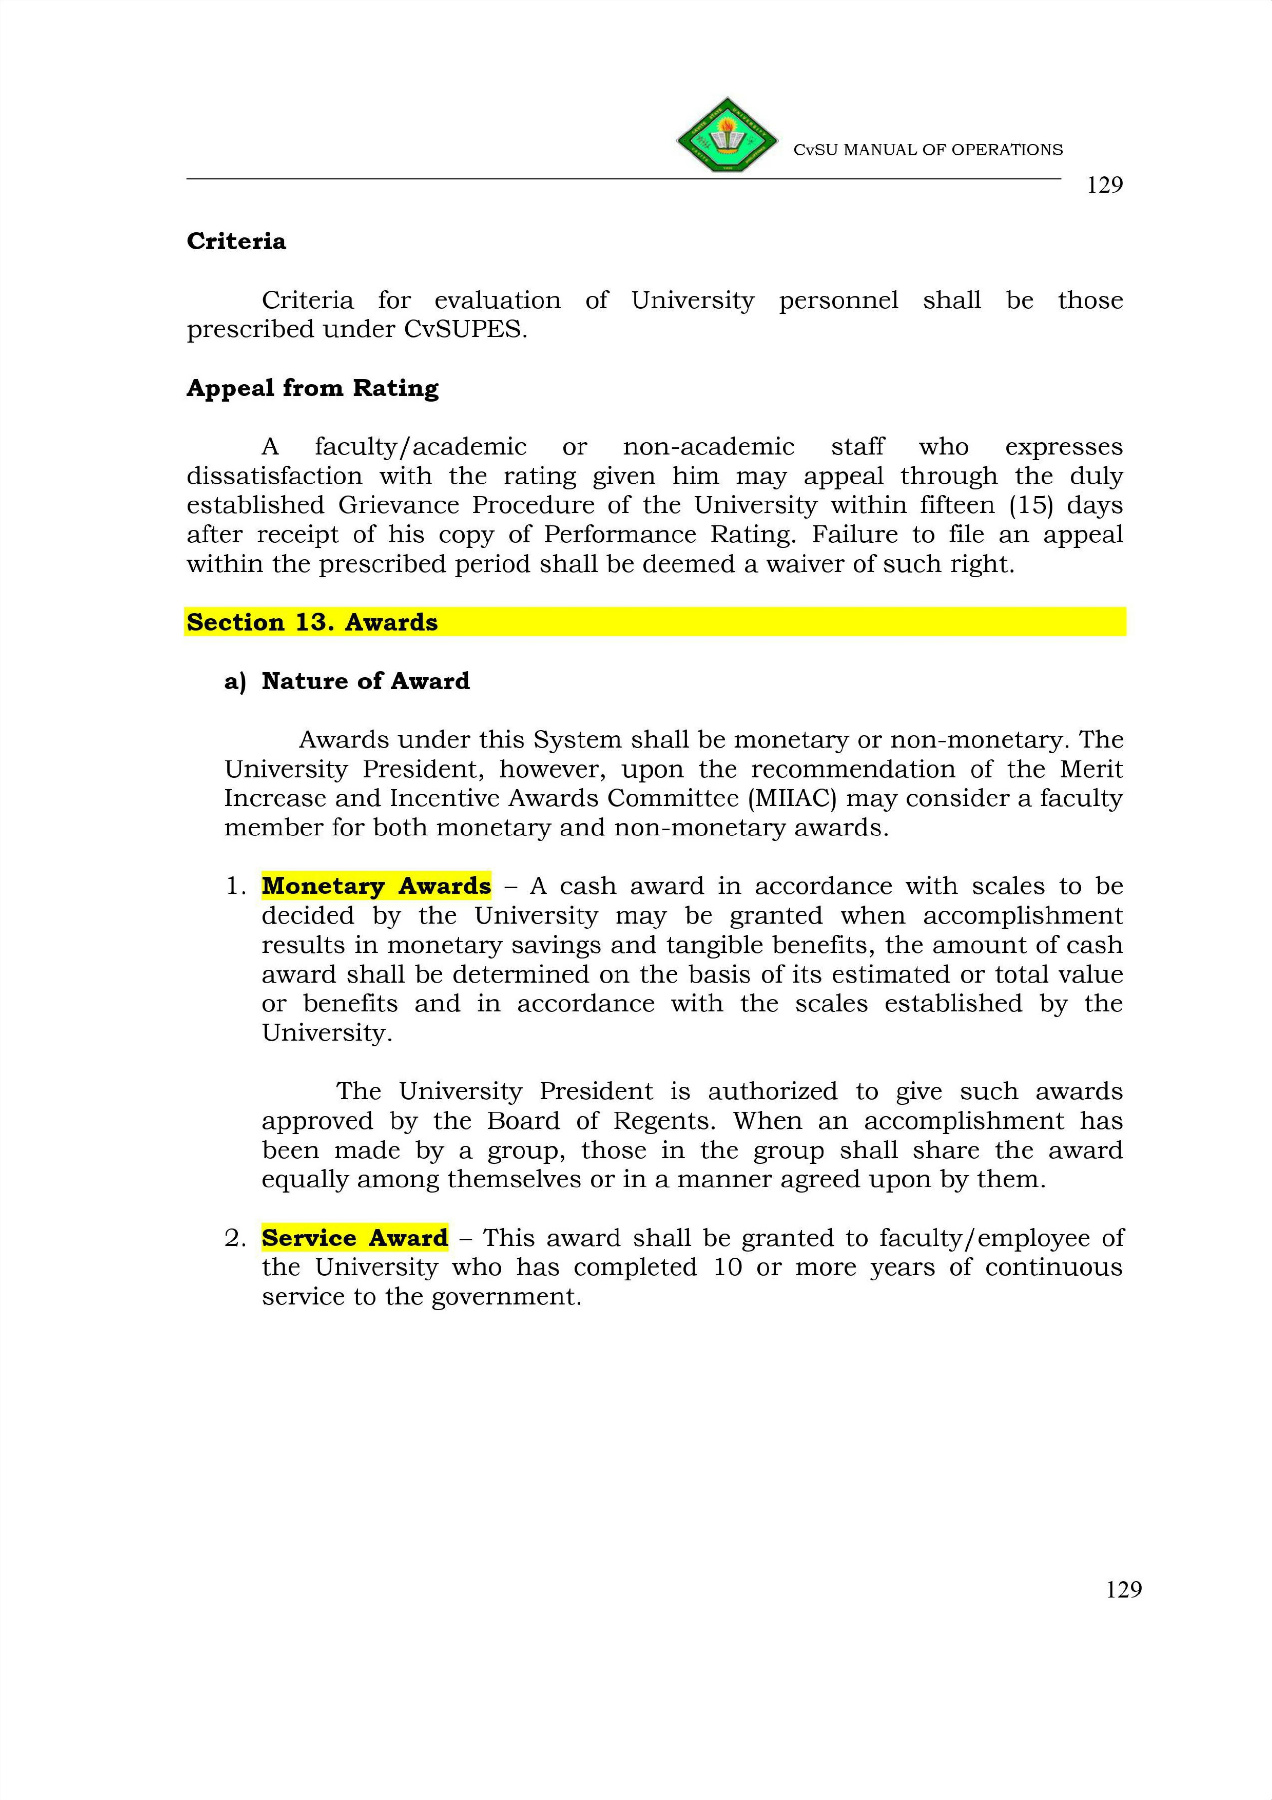 CvSU MANUAL OF OPERATIONS
129
Criteria
Criteria for evaluation of University personnel shall be those
prescribed under CvSUPES.
Appeal from Rating
A faculty/academic or non-academic staff who expresses
dissatisfaction with the rating given him may appeal through the duly
established Grievance Procedure of the University within fifteen (15) days
after receipt of his copy of Performance Rating. Failure to file an appeal
within the prescribed period shall be deemed a waiver of such right.
Section 13. Awards
a) Nature of Award
Awards under this System shall be monetary or non-monetary. The
University President, however, upon the recommendation of the Merit
Increase and Incentive Awards Committee (MIIAC) may consider a faculty
member for both monetary and non-monetary awards.
1. Monetary Awards – A cash award in accordance with scales to be
decided by the University may be granted when accomplishment
results in monetary savings and tangible benefits, the amount of cash
award shall be determined on the basis of its estimated or total value
or benefits and in accordance with the scales established by the
University.
The University President is authorized to give such awards
approved by the Board of Regents. When an accomplishment has
been made by a group, those in the group shall share the award
equally among themselves or in a manner agreed upon by them.
2. Service Award – This award shall be granted to faculty/employee of
the University who has completed 10 or more years of continuous
service to the government.
129